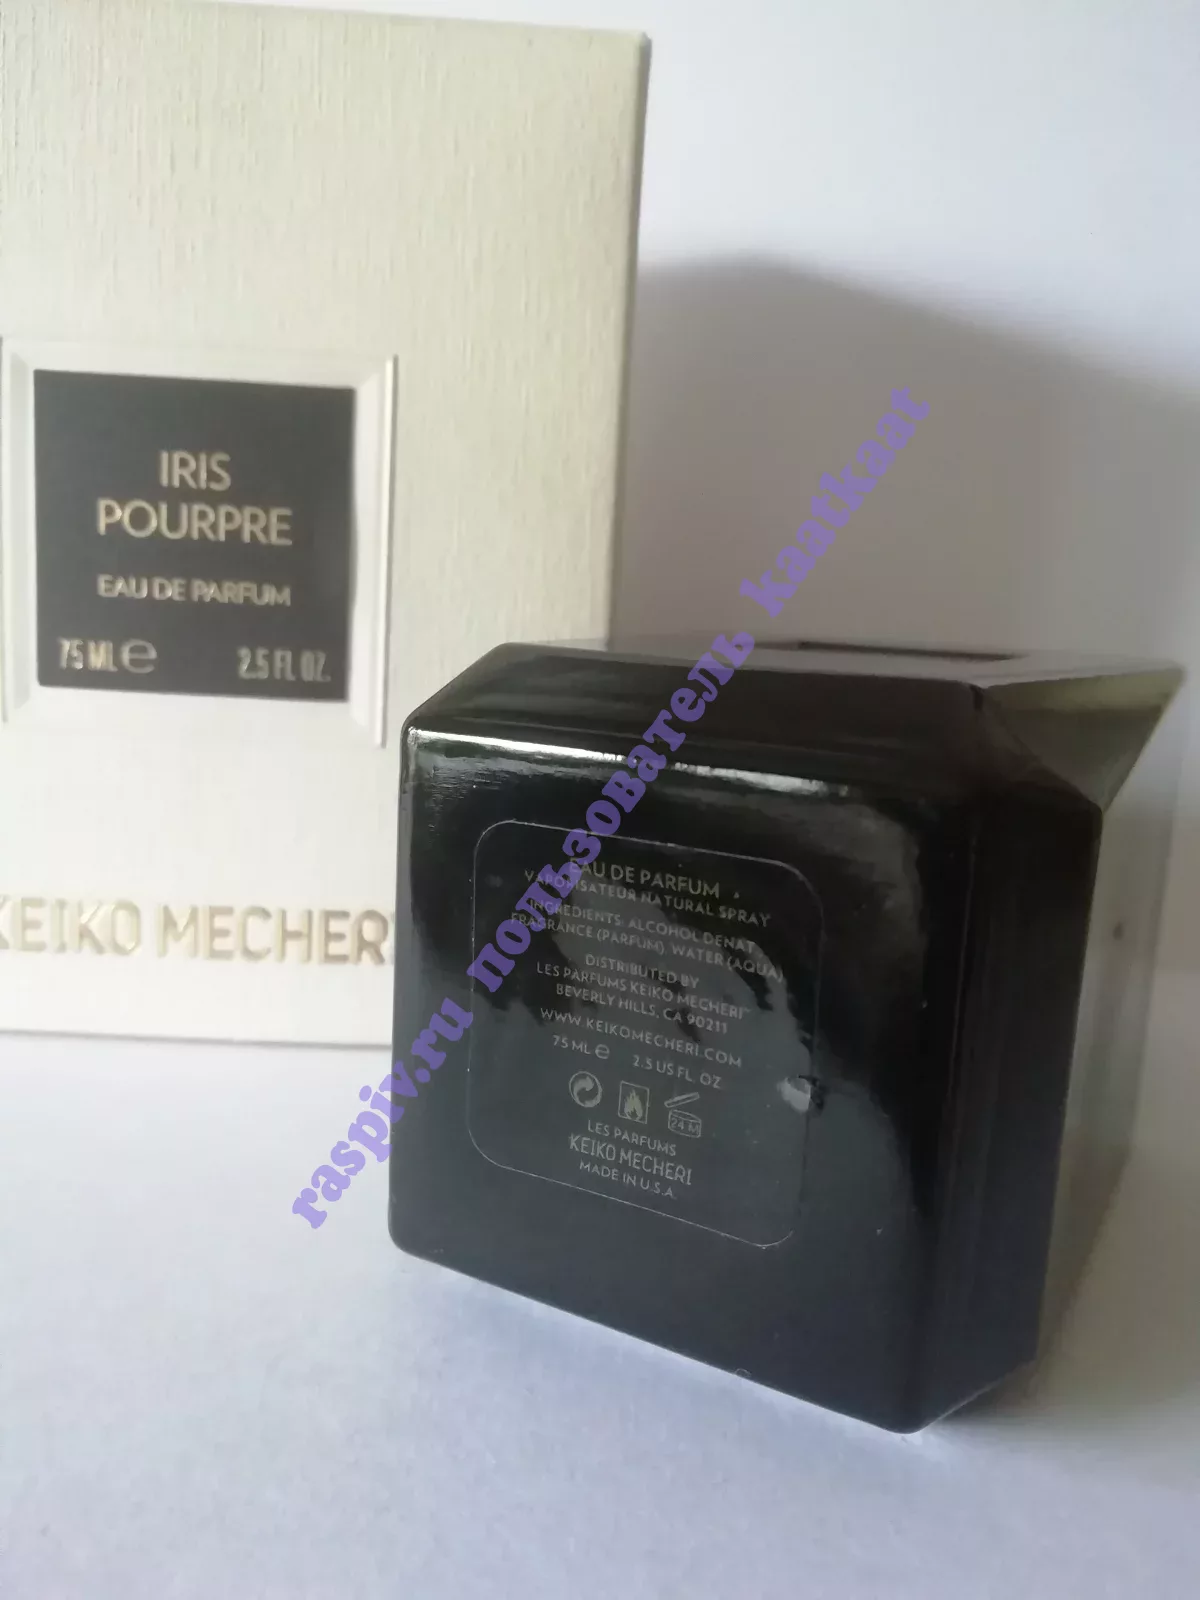 IRIS
POURPRE
EAU DE PARFUM
75 ML e 2.5 FL OZ.
KEIKO MECHERI
EAU DE PARFUM
VAPORISATEUR NATURAL SPRAY
INGREDIENTS: ALCOHOL DENAT,
FRAGRANCE (PARFUM), WATER (AQUA)
DISTRIBUTED BY
LES PARFUMS KEIKO MECHERI™
BEVERLY HILLS, CA 90211
WWW.KEIKOMECHERI.COM
75 ML e 2.5 US FL. OZ.
24 M
LES PARFUMS
KEIKO MECHERI
MADE IN U.S.A.
raspiv.ru пользователь kaatkaat